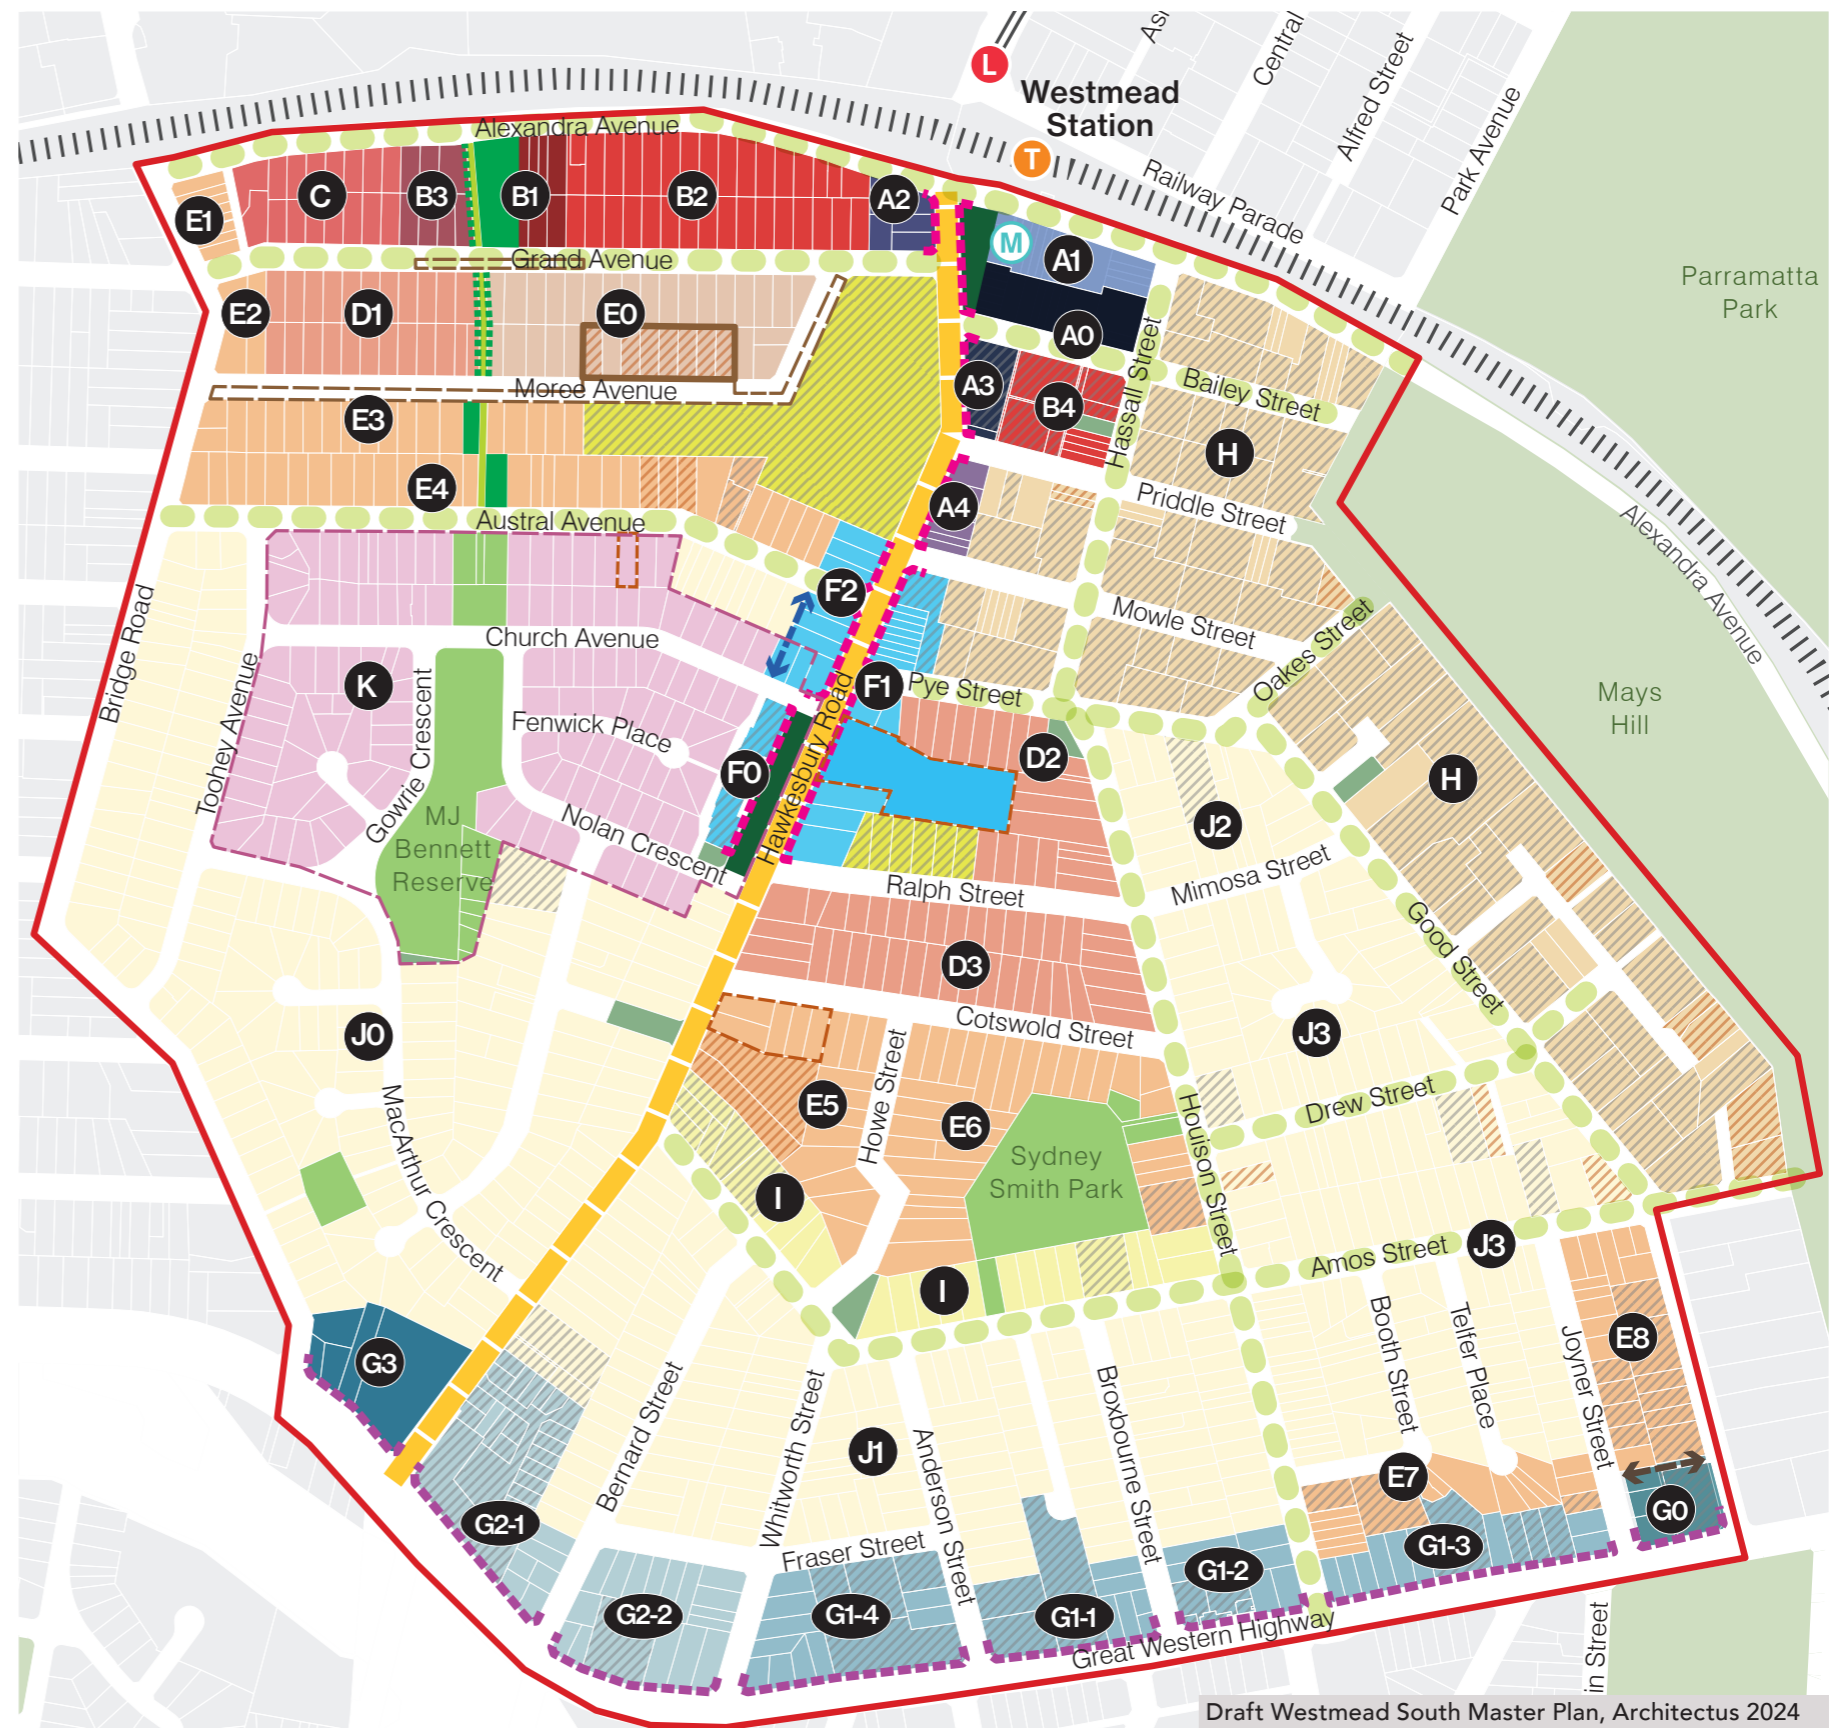 Asl
Central
Alfred Street
Park Avenue
L
Westmead
Station
T
Railway Parade
Alexandra Avenue
Parramatta
Park
E1
C
B3
B1
B2
A2
M
A1
Grand Avenue
E2
D1
E0
A0
Hassall Street
Bailey Street
Moree Avenue
A3
B4
E3
H
E4
A4
Priddle Street
Austral Avenue
Alexandra Avenue
F2
Mowle Street
Oakes Street
Bridge Road
Toohey Avenue
Church Avenue
K
Gowrie Crescent
Fenwick Place
F1
Pye Street
Mays
Hill
Hawkesbury Road
F0
D2
H
MJ
Bennett
Reserve
Nolan Crescent
J2
Mimosa Street
Ralph Street
Good Street
D3
J0
Cotswold Street
J3
MacArthur Crescent
E5
Howe Street
E6
Sydney
Smith Park
Houison Street
Drew Street
I
I
Amos Street
J3
G3
Bernard Street
Whitworth Street
J1
Anderson Street
Broxbourne Street
Booth Street
Telfer Place
Joyner Street
E8
E7
G0
G2-1
Fraser Street
G1-2
G1-3
G2-2
G1-4
G1-1
Great Western Highway
in Street
Draft Westmead South Master Plan, Architectus 2024